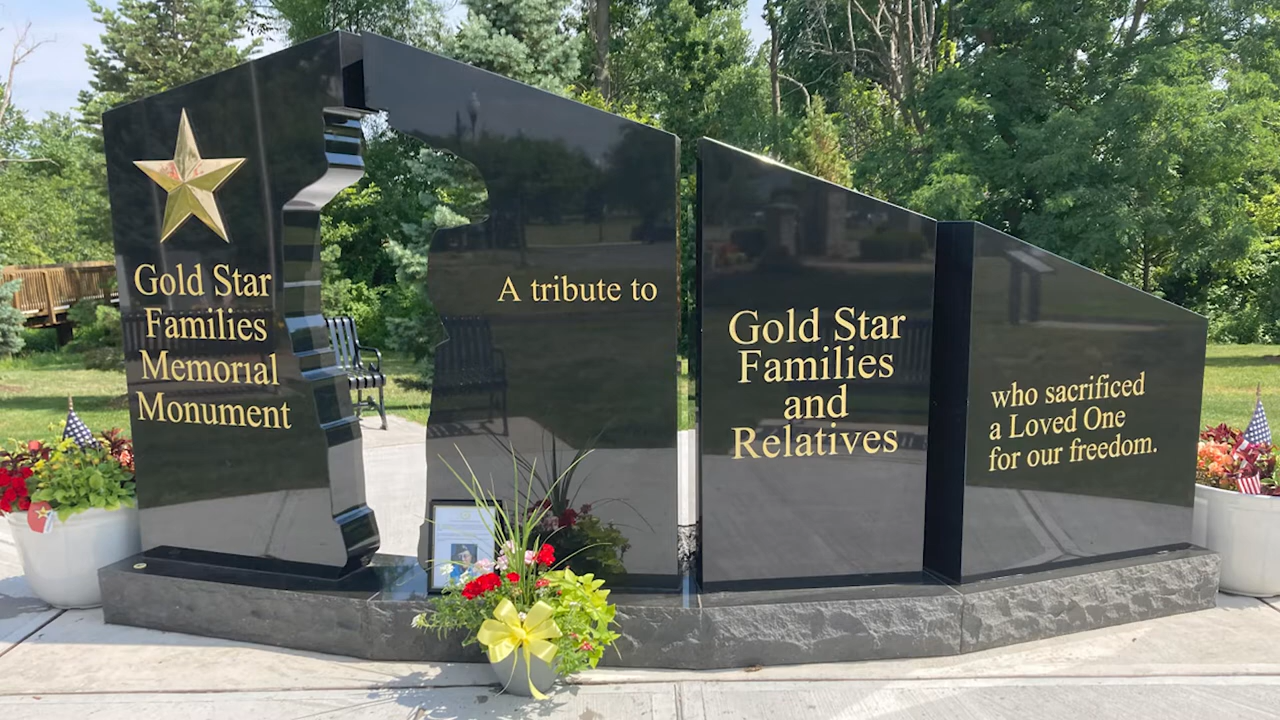 Gold Star
Families
Memorial
Monument
A tribute to
Gold Star
Families
and
Relatives
who sacrificed
a Loved One
for our freedom.